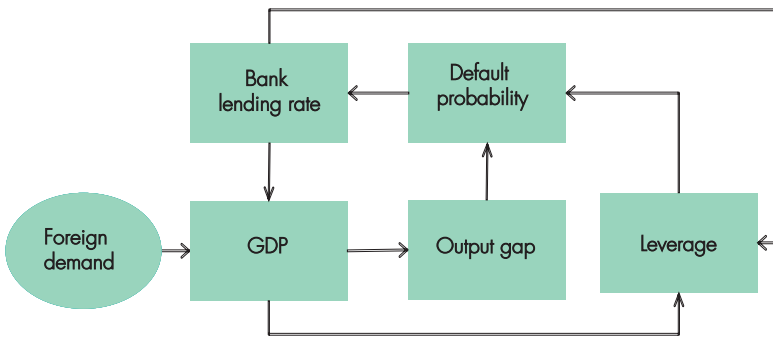 Bank
lending rate
Default
probability
Foreign
demand
GDP
Output gap
Leverage